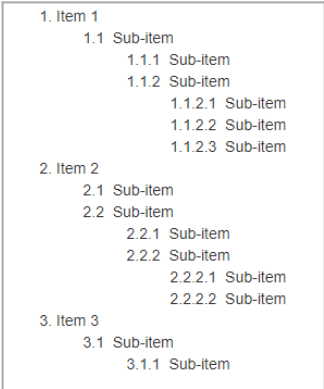 1. Item 1
1.1 Sub-item
1.1.1 Sub-item
1.1.2 Sub-item
1.1.2.1 Sub-item
1.1.2.2 Sub-item
1.1.2.3 Sub-item
2. Item 2
2.1 Sub-item
2.2 Sub-item
2.2.1 Sub-item
2.2.2 Sub-item
2.2.2.1 Sub-item
2.2.2.2 Sub-item
3. Item 3
3.1 Sub-item
3.1.1 Sub-item